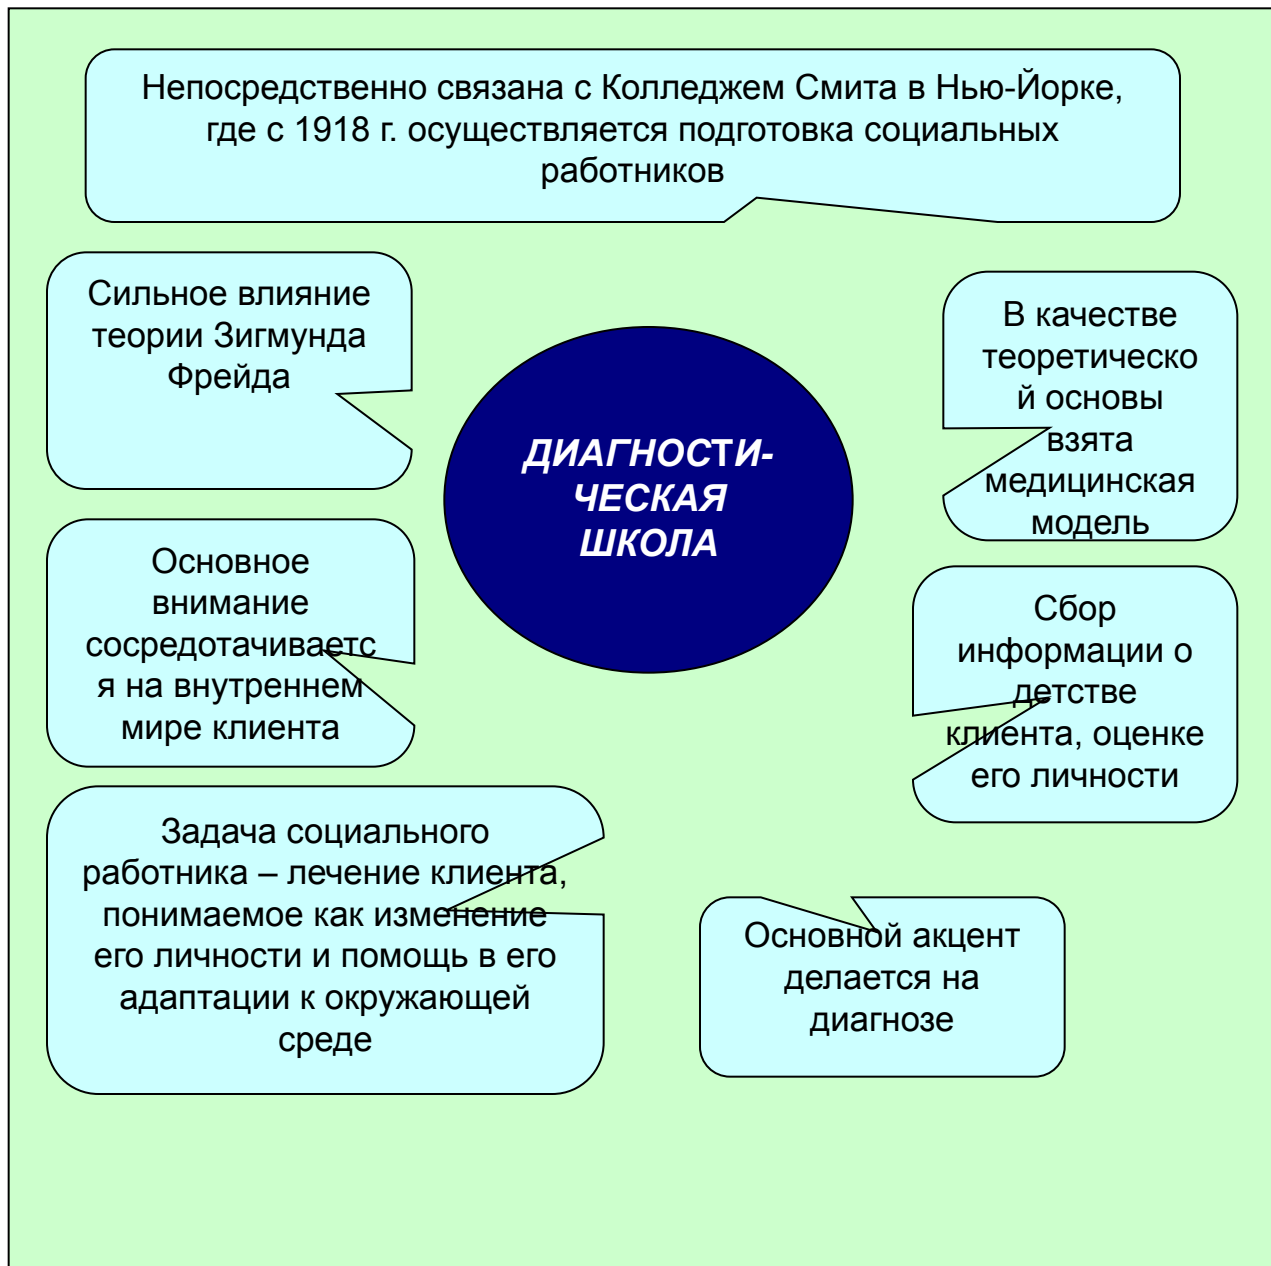 Непосредственно связана с Колледжем Смита в Нью-Йорке,
где с 1918 г. осуществляется подготовка социальных
работников
Сильное влияние
теории Зигмунда
Фрейда
В качестве
теоретическо
й основы
взята
медицинская
модель
ДИАГНОСТИ-
ЧЕСКАЯ
ШКОЛА
Основное
внимание
сосредотачиваетс
я на внутреннем
мире клиента
Сбор
информации о
детстве
клиента, оценке
его личности
Задача социального
работника – лечение клиента,
понимаемое как изменение
его личности и помощь в его
адаптации к окружающей
среде
Основной акцент
делается на
диагнозе